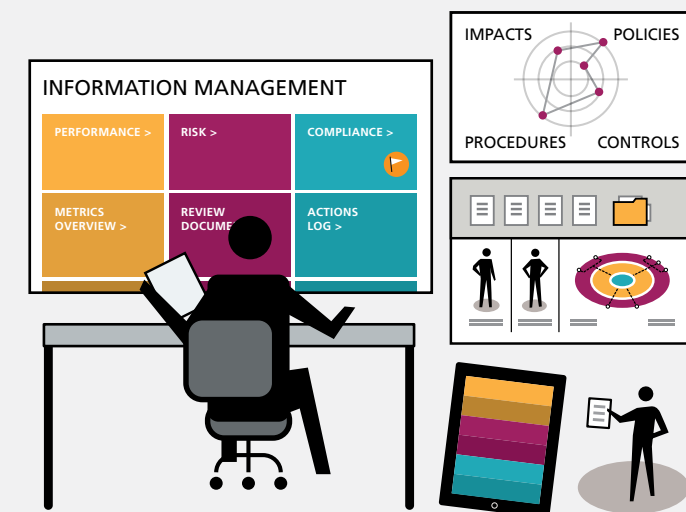 INFORMATION MANAGEMENT
PERFORMANCE >
RISK >
COMPLIANCE >
METRICS
OVERVIEW >
REVIEW
ACTIONS
LOG >
IMPACTS
POLICIES
PROCEDURES
CONTROLS